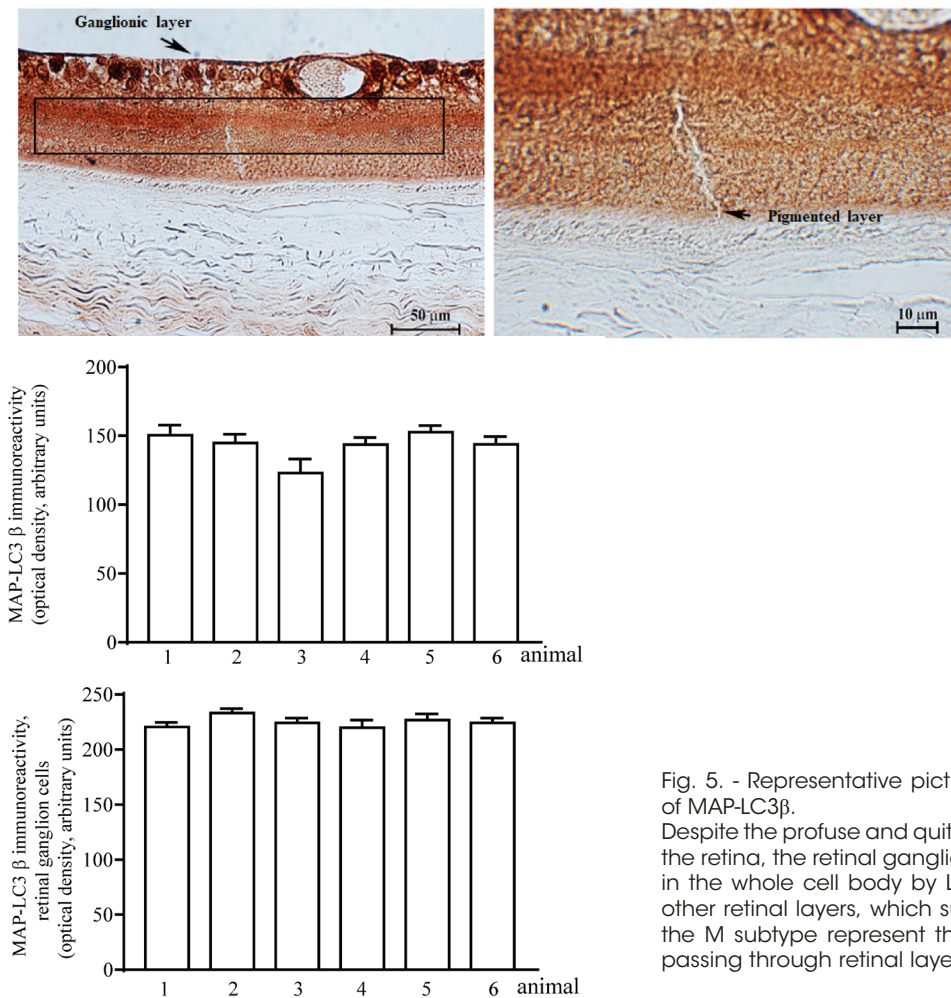 Ganglionic layer
50 μm
Pigmented layer
10 μm
MAP-LC3 β immunoreactivity
(optical density, arbitrary units)
200
150
100
50
0
1 2 3 4 5 6 animal
MAP-LC3 β immunoreactivity,
retinal ganglion cells
(optical density, arbitrary units)
250
200
150
100
50
0
1 2 3 4 5 6 animal
Fig. 5. - Representative pict
of MAP-LC3β.
Despite the profuse and quit
the retina, the retinal ganglio
in the whole cell body by L
other retinal layers, which su
the M subtype represent th
passing through retinal laye